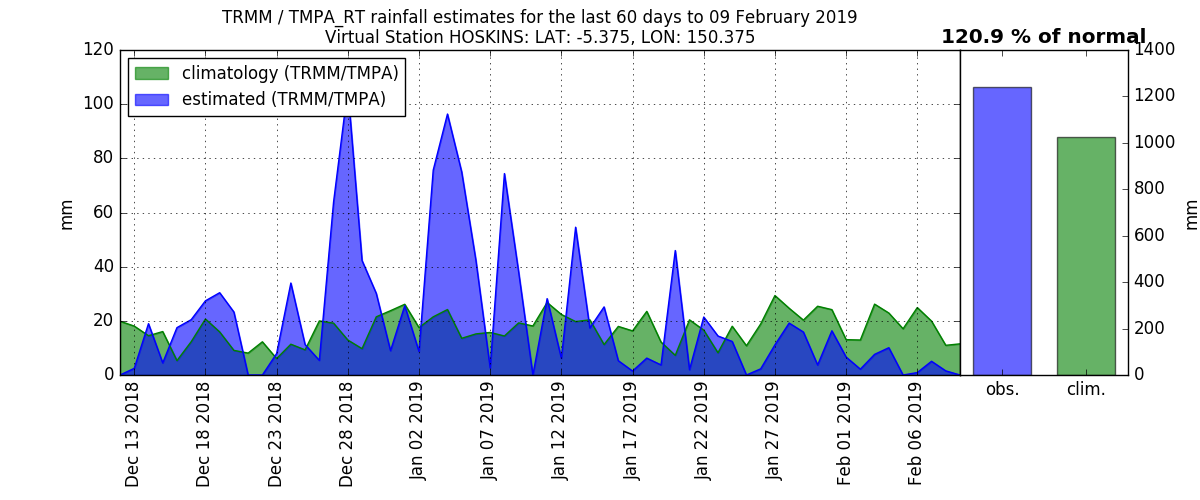 TRMM / TMPA_RT rainfall estimates for the last 60 days to 09 February 2019
Virtual Station HOSKINS: LAT: -5.375, LON: 150.375
120.9 % of normal
climatology (TRMM/TMPA)
estimated (TRMM/TMPA)
mm
120
100
80
60
40
20
0
Dec 13 2018
Dec 18 2018
Dec 23 2018
Dec 28 2018
Jan 02 2019
Jan 07 2019
Jan 12 2019
Jan 17 2019
Jan 22 2019
Jan 27 2019
Feb 01 2019
Feb 06 2019
1400
1200
1000
800
600
400
200
0
mm
obs.
clim.